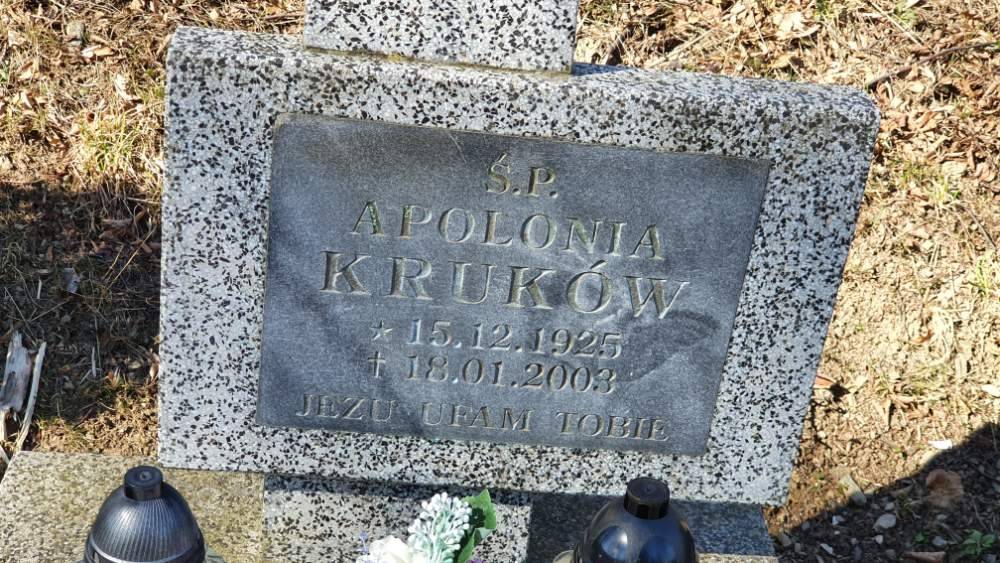 Ś.P.
APOLONIA
KRUKÓW
* 15.12.1925
† 18.01.2003
JEZU UFAM TOBIE